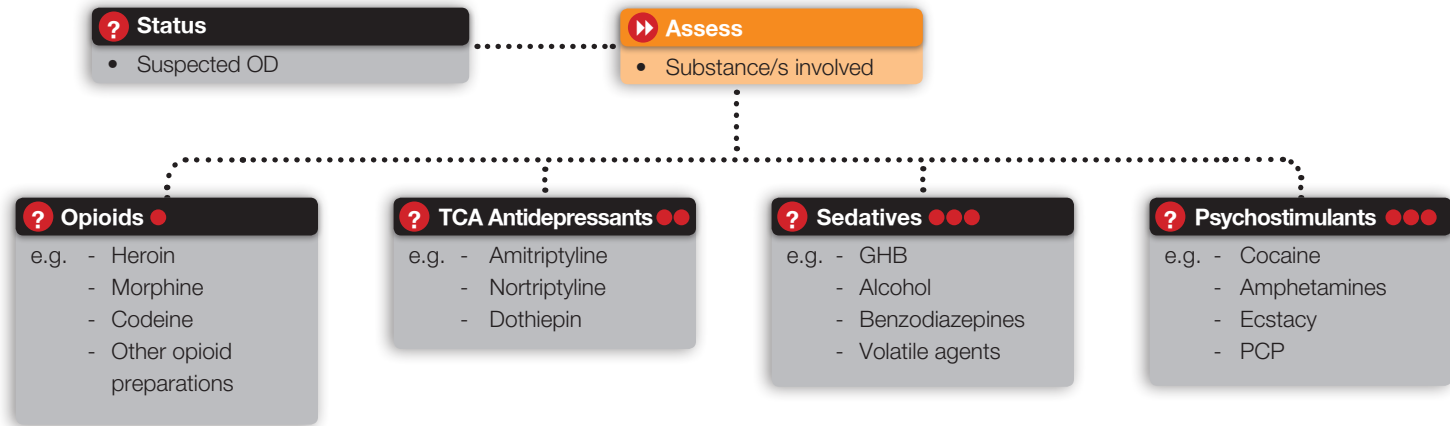 ? Status
• Suspected OD
Assess
• Substance/s involved
? Opioids
e.g. - Heroin
- Morphine
- Codeine
- Other opioid
preparations
? TCA Antidepressants
e.g. - Amitriptyline
- Nortriptyline
- Dothiepin
? Sedatives
e.g. - GHB
- Alcohol
- Benzodiazepines
- Volatile agents
? Psychostimulants
e.g. - Cocaine
- Amphetamines
- Ecstacy
- PCP